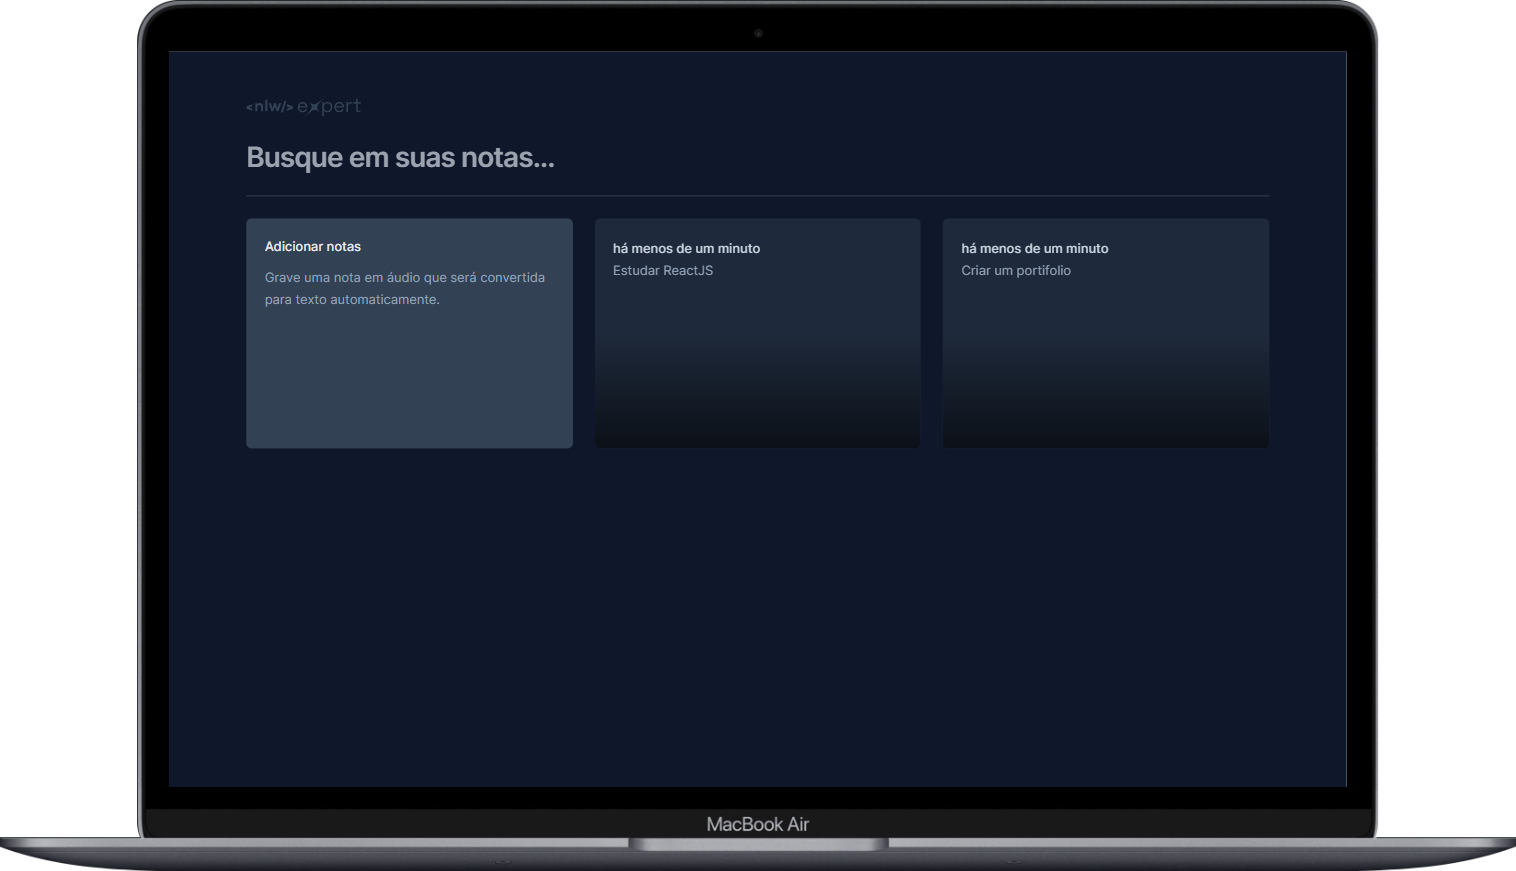 <nlw/> expert
Busque em suas notas...
Adicionar notas
Grave uma nota em áudio que será convertida
para texto automaticamente.
há menos de um minuto
Estudar ReactJS
há menos de um minuto
Criar um portifolio
MacBook Air